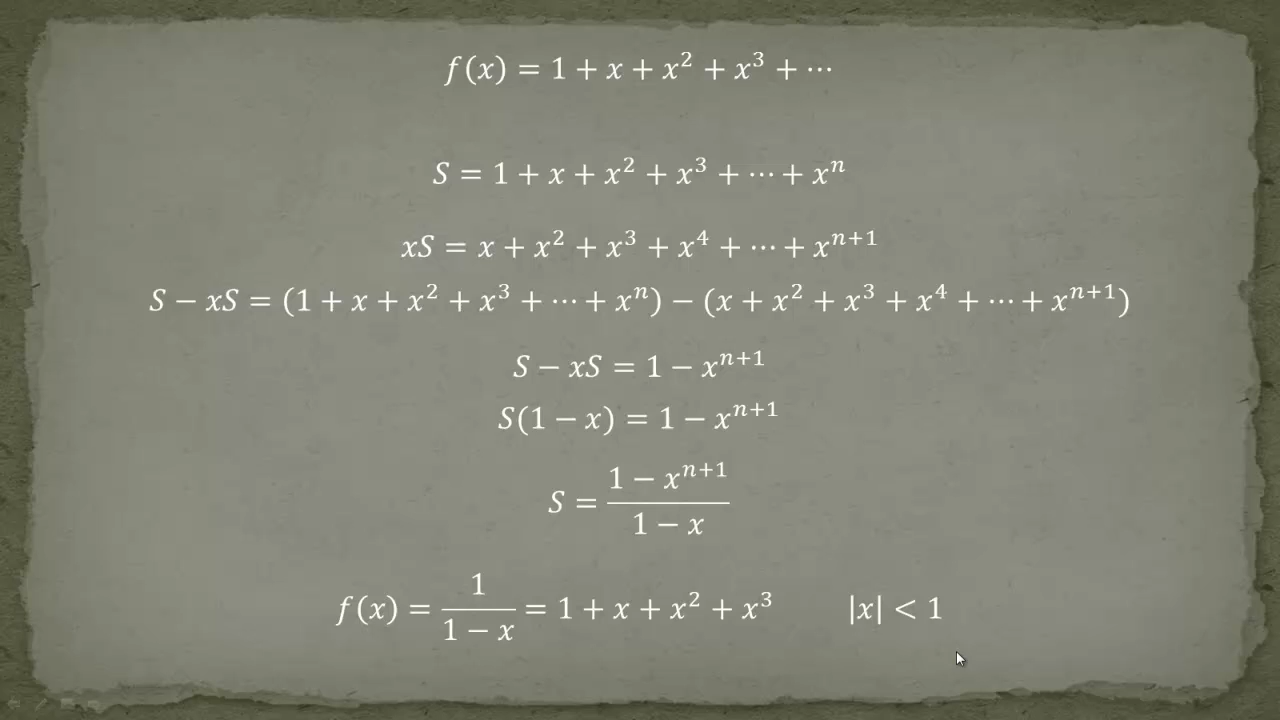 f(x) = 1 + x + x² + x³ + ⋯
S = 1 + x + x² + x³ + ⋯ + xⁿ
xS = x + x² + x³ + x⁴ + ⋯ + xⁿ⁺¹
S − xS = (1 + x + x² + x³ + ⋯ + xⁿ) − (x + x² + x³ + x⁴ + ⋯ + xⁿ⁺¹)
S − xS = 1 − xⁿ⁺¹
S(1 − x) = 1 − xⁿ⁺¹
S = (1 − xⁿ⁺¹)/(1 − x)
f(x) = 1/(1 − x) = 1 + x + x² + x³ |x| < 1